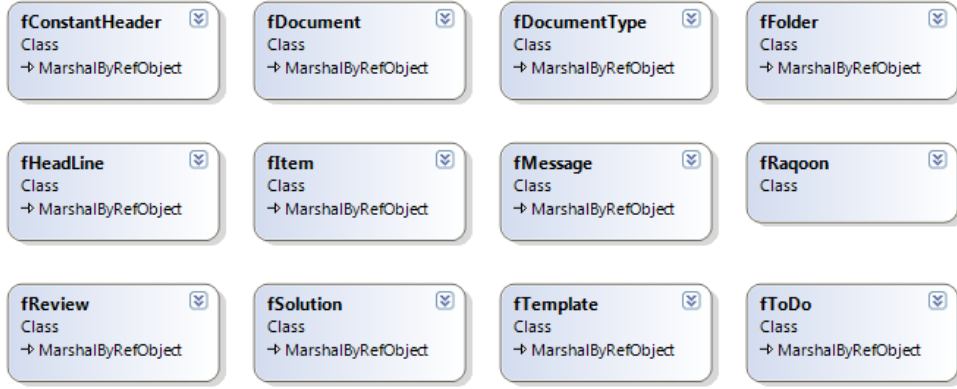 fConstantHeader
Class
MarshalByRefObject
fDocument
Class
MarshalByRefObject
fDocumentType
Class
MarshalByRefObject
fFolder
Class
MarshalByRefObject
fHeadLine
Class
MarshalByRefObject
fItem
Class
MarshalByRefObject
fMessage
Class
MarshalByRefObject
fRaqoon
Class
fReview
Class
MarshalByRefObject
fSolution
Class
MarshalByRefObject
fTemplate
Class
MarshalByRefObject
fToDo
Class
MarshalByRefObject